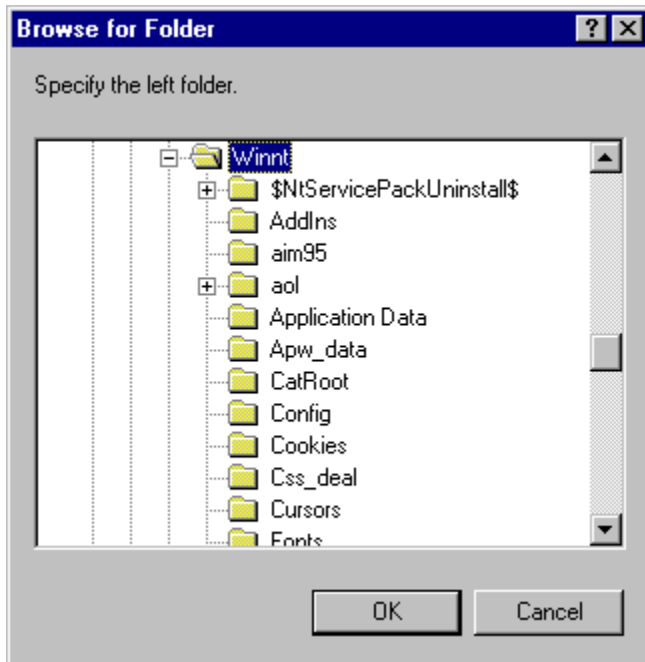 Browse for Folder
Specify the left folder.
Winnt
$NtServicePackUninstall$
AddIns
aim95
aol
Application Data
Apw_data
CatRoot
Config
Cookies
Css_deal
Cursors
Fonts
OK Cancel